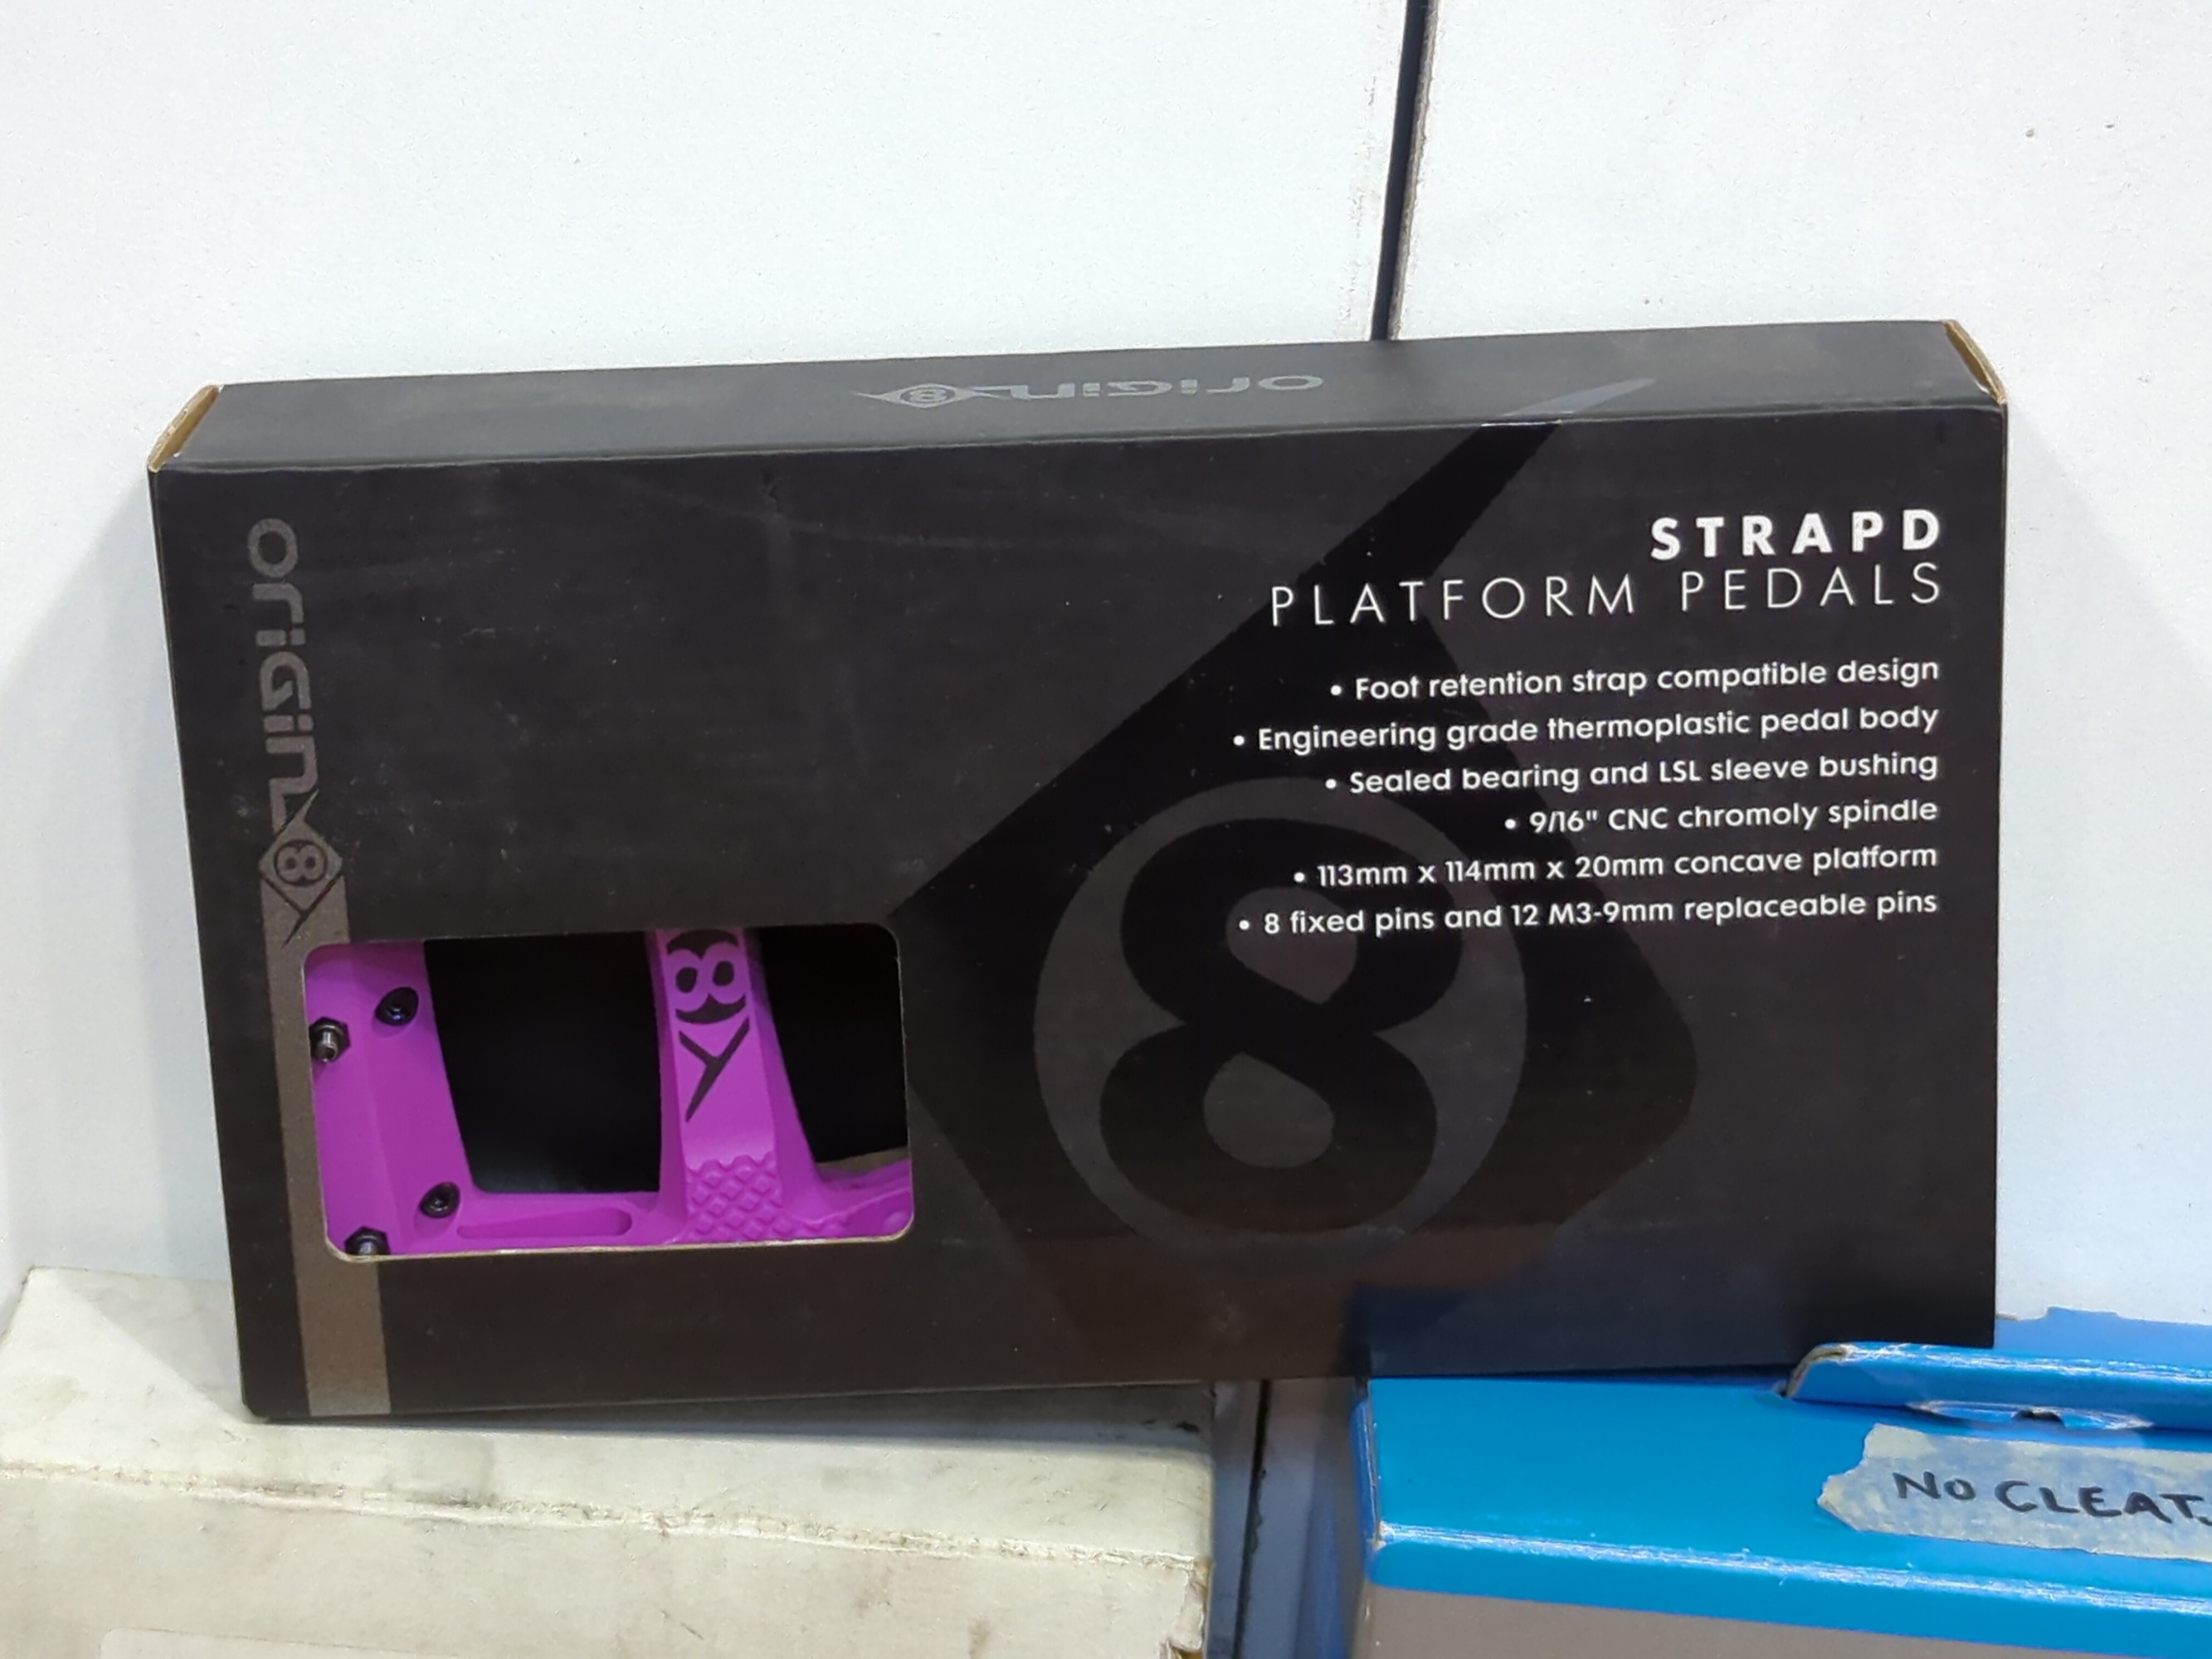 ORIGIN8
ORIGIN8
STRAPD
PLATFORM PEDALS
• Foot retention strap compatible design
• Engineering grade thermoplastic pedal body
• Sealed bearing and LSL sleeve bushing
• 9/16" CNC chromoly spindle
• 113mm x 114mm x 20mm concave platform
• 8 fixed pins and 12 M3-9mm replaceable pins
8
8
NO CLEAT